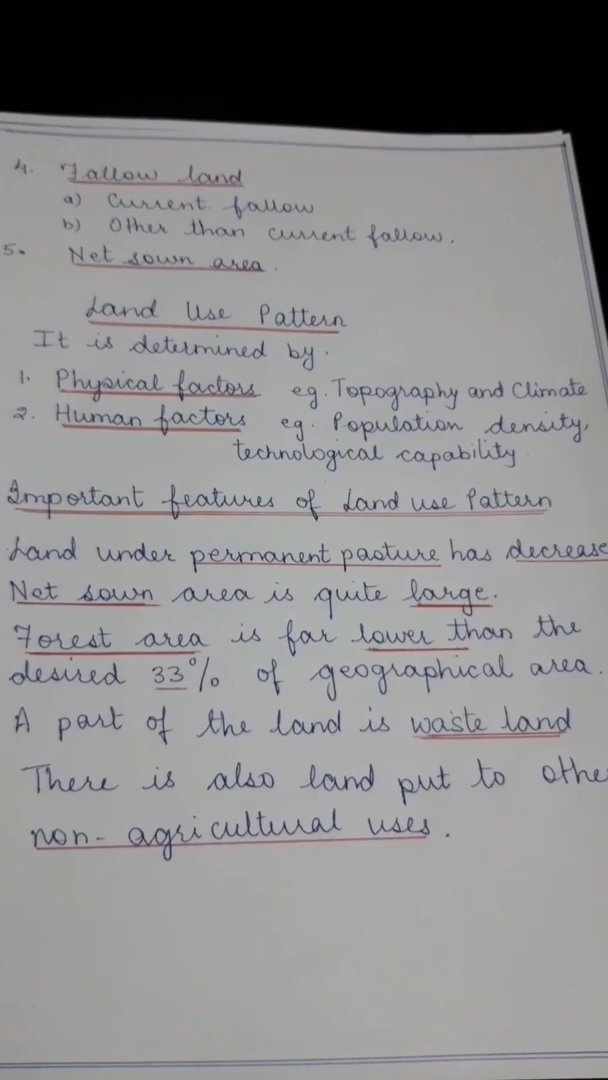 4. Fallow land
a) Current fallow
b) Other than current fallow.
5. Net sown area.
Land Use Pattern
It is determined by.
1. Physical factors eg. Topography and Climate
2. Human factors eg. Population density,
technological capability.
Important features of Land use Pattern
Land under permanent pasture has decrease
Net sown area is quite large.
Forest area is far lower than the
desired 33% of geographical area.
A part of the land is waste land
There is also land put to othe
non-agricultural uses.